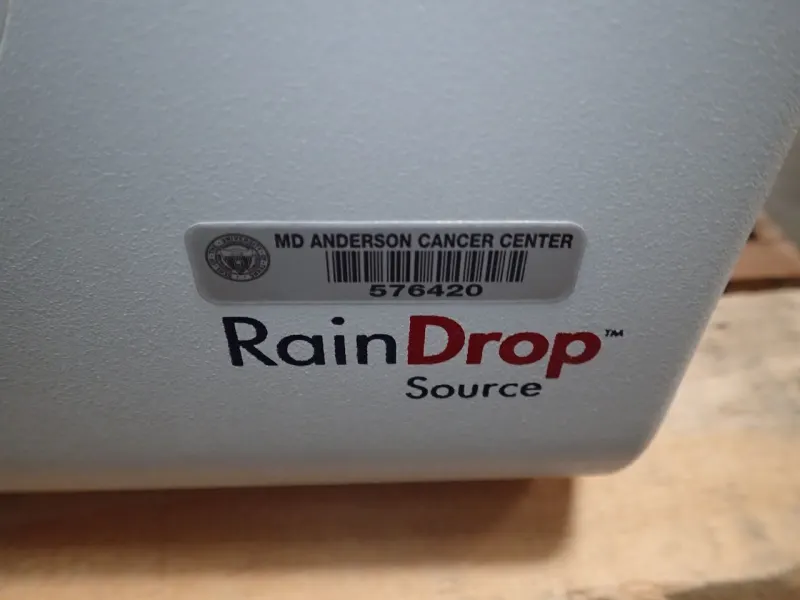 MD ANDERSON CANCER CENTER
576420
RainDrop™
Source